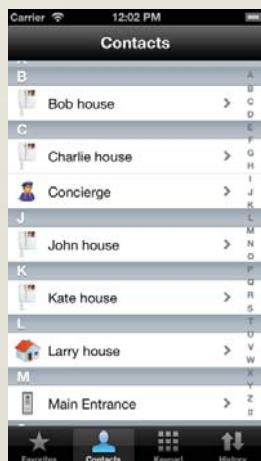 Carrier 12:02 PM
Contacts
B
Bob house
C
Charlie house
Concierge
J
John house
K
Kate house
L
Larry house
M
Main Entrance
A
B
C
D
E
F
G
H
I
J
K
L
M
N
O
P
Q
R
S
T
U
V
W
X
Y
Z
#
Favorites Contacts Keypad History